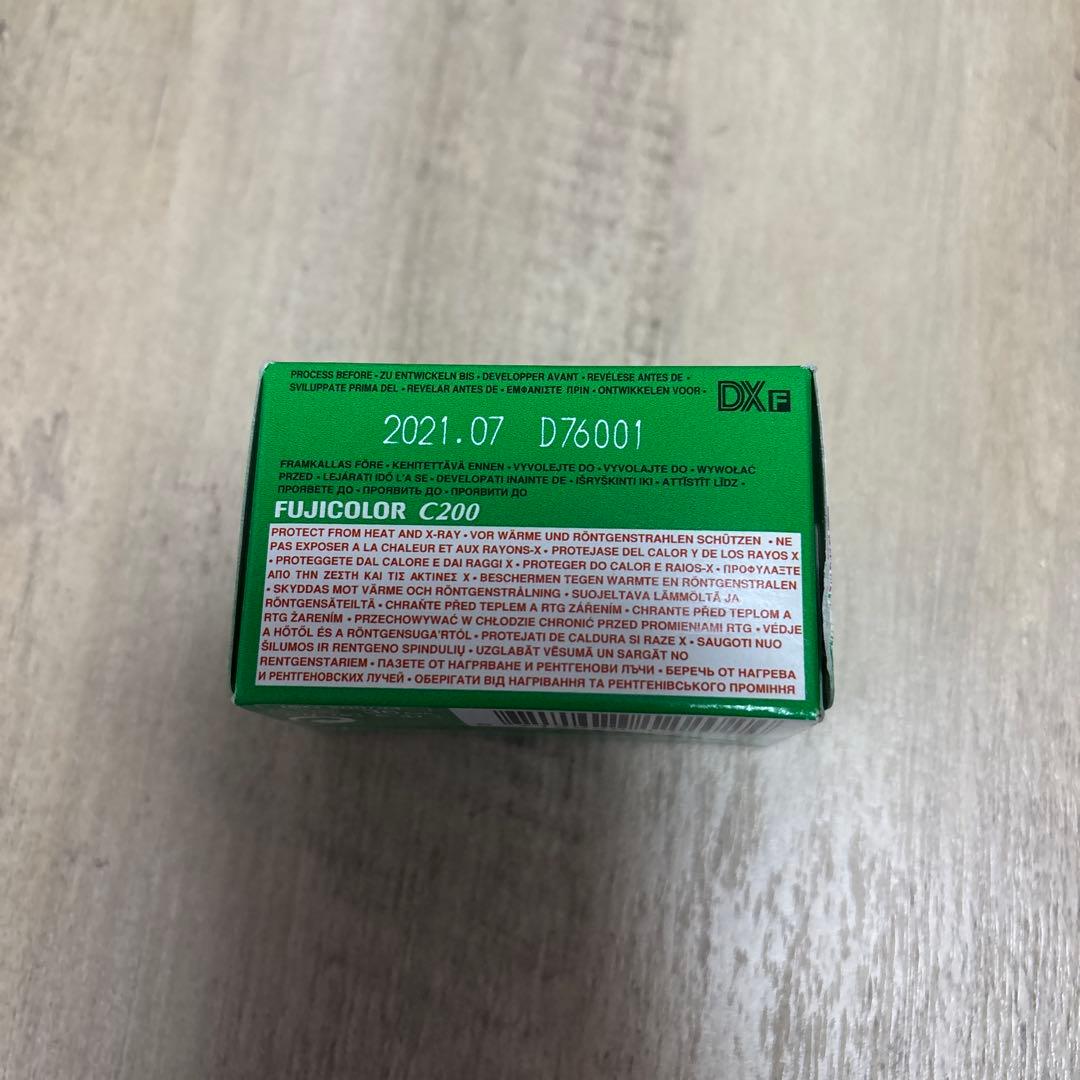 PROCESS BEFORE • ZU ENTWICKELN BIS • DEVELOPPER AVANT • REVÉLESE ANTES DE •
SVILUPPATE PRIMA DEL • REVELAR ANTES DE • ΕΜΦΑΝΙΣΤΕ ΠΡΙΝ • ONTWIKKELEN VOOR •
DX F
2021.07 D76001
FRAMKALLAS FÖRE • KEHITETTÄVÄ ENNEN • VYVOLEJTE DO • VYVOLAJTE DO • WYWOŁAĆ
PRZED • LEJÁRATI IDŐ L'A SE • DEVELOPATI INAINTE DE • IŠRYŠKINTI IKI • ATTĪSTĪT LĪDZ •
ПРОЯВЕТЕ ДО • ПРОЯВИТЬ ДО • ПРОЯВИТИ ДО
FUJICOLOR C200
PROTECT FROM HEAT AND X-RAY • VOR WÄRME UND RÖNTGENSTRAHLEN SCHÜTZEN • NE
PAS EXPOSER A LA CHALEUR ET AUX RAYONS-X • PROTEJASE DEL CALOR Y DE LOS RAYOS X
• PROTEGGETE DAL CALORE E DAI RAGGI X • PROTEGER DO CALOR E RAIOS-X • ΠΡΟΦΥΛΑΞΤΕ
ΑΠΟ ΤΗΝ ΖΕΣΤΗ ΚΑΙ ΤΙΣ ΑΚΤΙΝΕΣ Χ • BESCHERMEN TEGEN WARMTE EN RÖNTGENSTRALEN
• SKYDDAS MOT VÄRME OCH RÖNTGENSTRÅLNING • SUOJELTAVA LÄMMÖLTÄ JA
RÖNTGENSÄTEILTÄ • CHRAŇTE PŘED TEPLEM A RTG ZÁŘENÍM • CHRANTE PŘED TEPLOM A
RTG ŽARENÍM • PRZECHOWYWAĆ W CHŁODZIE CHRONIĆ PRZED PROMIENIAMI RTG • VÉDJE
A HŐTŐL ÉS A RÖNTGENSUGA'RTÓL • PROTEJATI DE CALDURA SI RAZE X • SAUGOTI NUO
ŠILUMOS IR RENTGENO SPINDULIŲ • UZGLABĀT VĒSUMĀ UN SARGĀT NO
RENTGENSTARIEM • ПАЗЕТЕ ОТ НАГРЯВАНЕ И РЕНТГЕНОВИ ЛЪЧИ • БЕРЕЧЬ ОТ НАГРЕВА
И РЕНТГЕНОВСКИХ ЛУЧЕЙ • ОБЕРІГАТИ ВІД НАГРІВАННЯ ТА РЕНТГЕНІВСЬКОГО ПРОМІННЯ